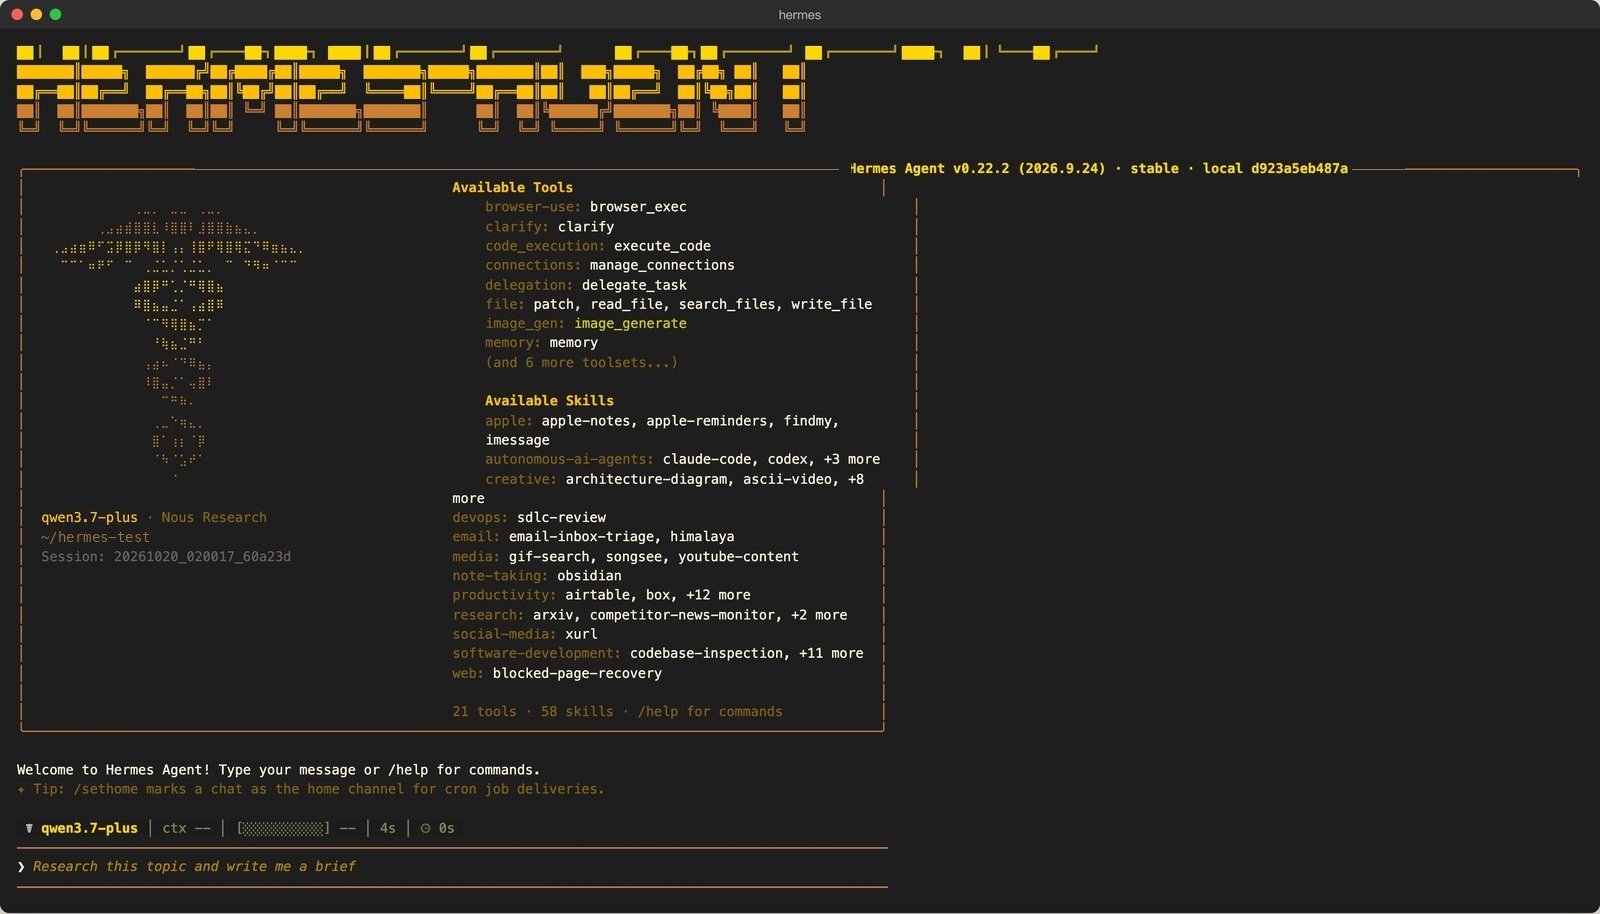 hermes
Hermes Agent v0.22.2 (2026.9.24) · stable · local d923a5eb487a
Available Tools
browser-use: browser_exec
clarify: clarify
code_execution: execute_code
connections: manage_connections
delegation: delegate_task
file: patch, read_file, search_files, write_file
image_gen: image_generate
memory: memory
(and 6 more toolsets...)
Available Skills
apple: apple-notes, apple-reminders, findmy,
imessage
autonomous-ai-agents: claude-code, codex, +3 more
creative: architecture-diagram, ascii-video, +8
more
devops: sdlc-review
email: email-inbox-triage, himalaya
media: gif-search, songsee, youtube-content
note-taking: obsidian
productivity: airtable, box, +12 more
research: arxiv, competitor-news-monitor, +2 more
social-media: xurl
software-development: codebase-inspection, +11 more
web: blocked-page-recovery
21 tools · 58 skills · /help for commands
qwen3.7-plus · Nous Research
~/hermes-test
Session: 20261020_020017_60a23d
Welcome to Hermes Agent! Type your message or /help for commands.
✦ Tip: /sethome marks a chat as the home channel for cron job deliveries.
qwen3.7-plus │ ctx -- │ [░░░░░░░░░░] -- │ 4s │ ⊙ 0s
❯ Research this topic and write me a brief